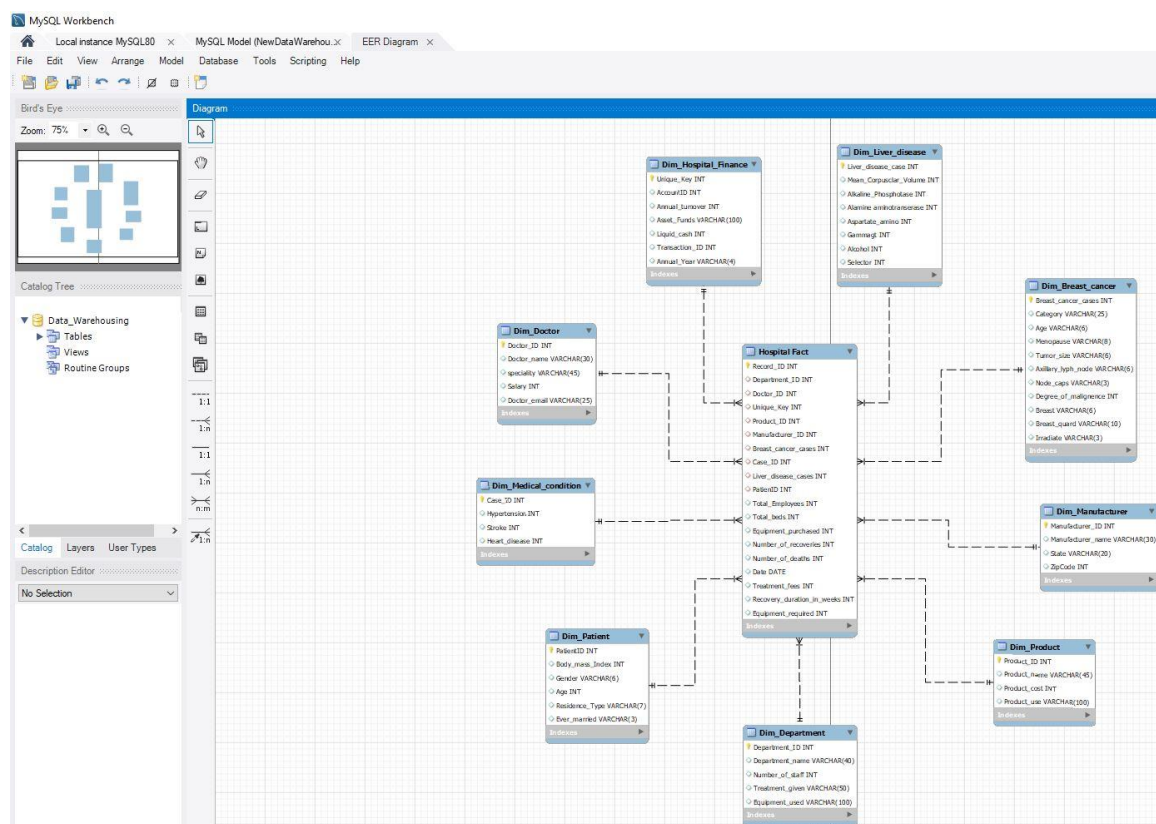 MySQL Workbench
Local instance MySQL80 ×
MySQL Model (NewDataWarehou.. ×
EER Diagram ×
File Edit View Arrange Model Database Tools Scripting Help
Bird's Eye
Zoom: 75%
Catalog Tree
Data_Warehousing
Tables
Views
Routine Groups
Catalog Layers User Types
Description Editor
No Selection
1:1
1:n
1:1
1:n
n:m
1:n
Diagram
Dim_Hospital_Finance
Unique_Key INT
AccountID INT
Annual_turnover INT
Asset_Funds VARCHAR(100)
Liquid_cash INT
Transaction_ID INT
Annual_Year VARCHAR(4)
Indexes
Dim_Liver_disease
Liver_disease_case INT
Mean_Corpusclar_Volume INT
Alkaline_Phosphotase INT
Alamine aminotranserase INT
Aspartate_amino INT
Gammagt INT
Alcohol INT
Selector INT
Indexes
Dim_Breast_cancer
Breast_cancer_cases INT
Category VARCHAR(25)
Age VARCHAR(6)
Menopause VARCHAR(8)
Tumor_size VARCHAR(6)
Axillery_lyph_node VARCHAR(6)
Node_caps VARCHAR(3)
Degree_of_malignence INT
Breast VARCHAR(6)
Breast_quard VARCHAR(10)
Irradiate VARCHAR(3)
Indexes
Dim_Doctor
Doctor_ID INT
Doctor_name VARCHAR(30)
speciality VARCHAR(45)
Salary INT
Doctor_email VARCHAR(25)
Indexes
Hospital Fact
Record_ID INT
Department_ID INT
Doctor_ID INT
Unique_Key INT
Product_ID INT
Manufacturer_ID INT
Breast_cancer_cases INT
Case_ID INT
Liver_disease_cases INT
PatienID INT
Total_Employees INT
Total_beds INT
Equipment_purchased INT
Number_of_recoveries INT
Number_of_deaths INT
Date DATE
Treatment_fees INT
Recovery_duration_in_weeks INT
Equipment_required INT
Indexes
Dim_Medical_condition
Case_ID INT
Hypertension INT
Stroke INT
Heart_disease INT
Indexes
Dim_Manufacturer
Manufacturer_ID INT
Manufacturer_name VARCHAR(30)
State VARCHAR(20)
ZipCode INT
Indexes
Dim_Patient
PatientID INT
Body_mass_Index INT
Gender VARCHAR(6)
Age INT
Residence_Type VARCHAR(7)
Ever_married VARCHAR(3)
Indexes
Dim_Product
Product_ID INT
Product_name VARCHAR(45)
Product_cost INT
Product_use VARCHAR(100)
Indexes
Dim_Department
Department_ID INT
Department_name VARCHAR(40)
Number_of_staff INT
Treatment_given VARCHAR(50)
Equipment_used VARCHAR(100)
Indexes